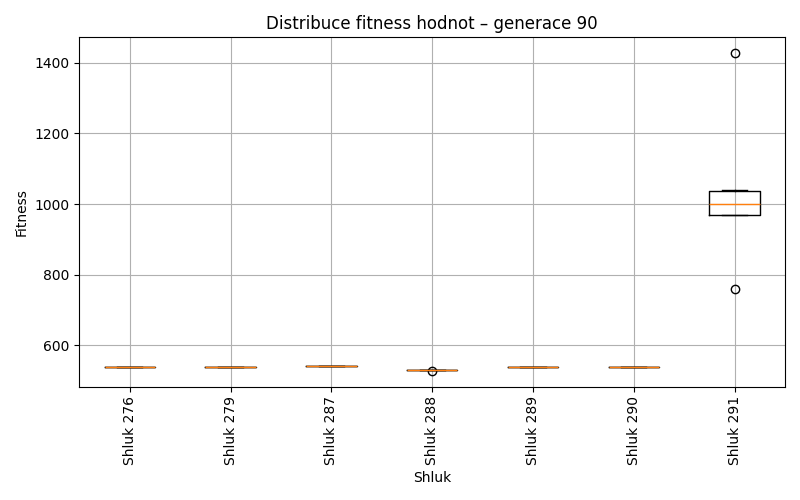 Distribuce fitness hodnot – generace 90
Fitness
1400
1200
1000
800
600
Shluk 276
Shluk 279
Shluk 287
Shluk 288
Shluk 289
Shluk 290
Shluk 291
Shluk